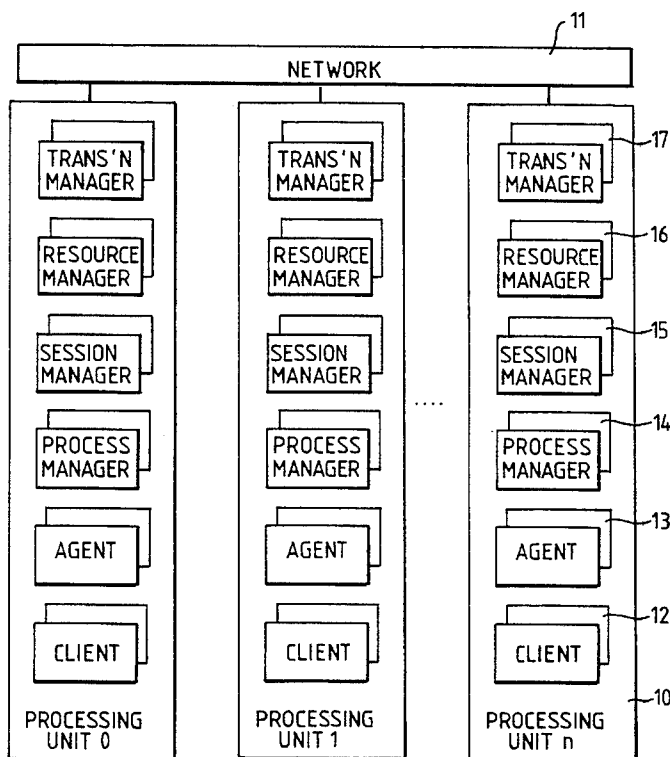 11
NETWORK
TRANS'N
MANAGER
TRANS'N
MANAGER
TRANS'N
MANAGER
17
RESOURCE
MANAGER
RESOURCE
MANAGER
RESOURCE
MANAGER
16
SESSION
MANAGER
SESSION
MANAGER
SESSION
MANAGER
15
....
PROCESS
MANAGER
PROCESS
MANAGER
PROCESS
MANAGER
14
AGENT
AGENT
AGENT
13
CLIENT
CLIENT
CLIENT
12
PROCESSING
UNIT 0
PROCESSING
UNIT 1
PROCESSING
UNIT n
10